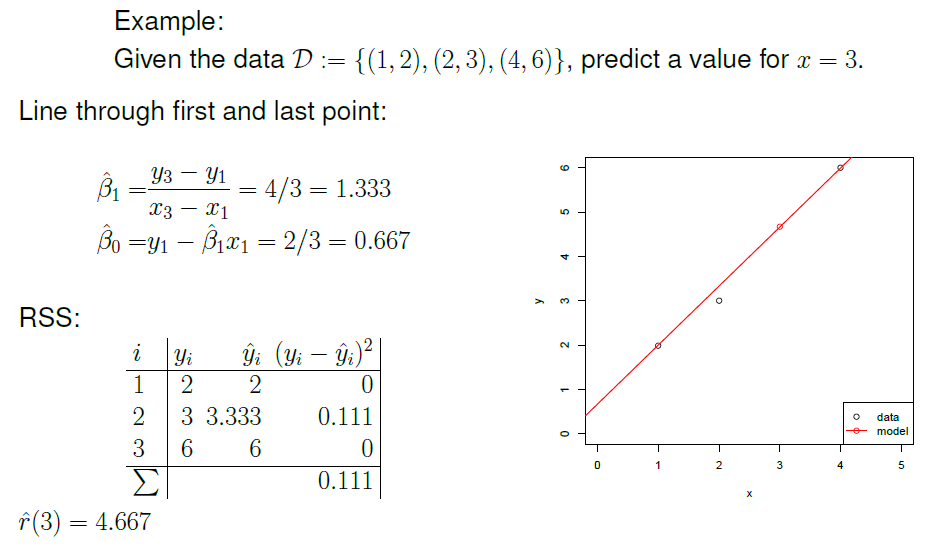 Example:
Given the data 𝒟 := {(1, 2), (2, 3), (4, 6)}, predict a value for x = 3.
Line through first and last point:
β̂₁ = (y₃ − y₁)/(x₃ − x₁) = 4/3 = 1.333
β̂₀ = y₁ − β̂₁x₁ = 2/3 = 0.667
RSS:
i yᵢ ŷᵢ (yᵢ − ŷᵢ)²
1 2 2 0
2 3 3.333 0.111
3 6 6 0
∑ 0.111
r̂(3) = 4.667
6
5
4
3
2
1
0
y
0 1 2 3 4 5
x
data
model